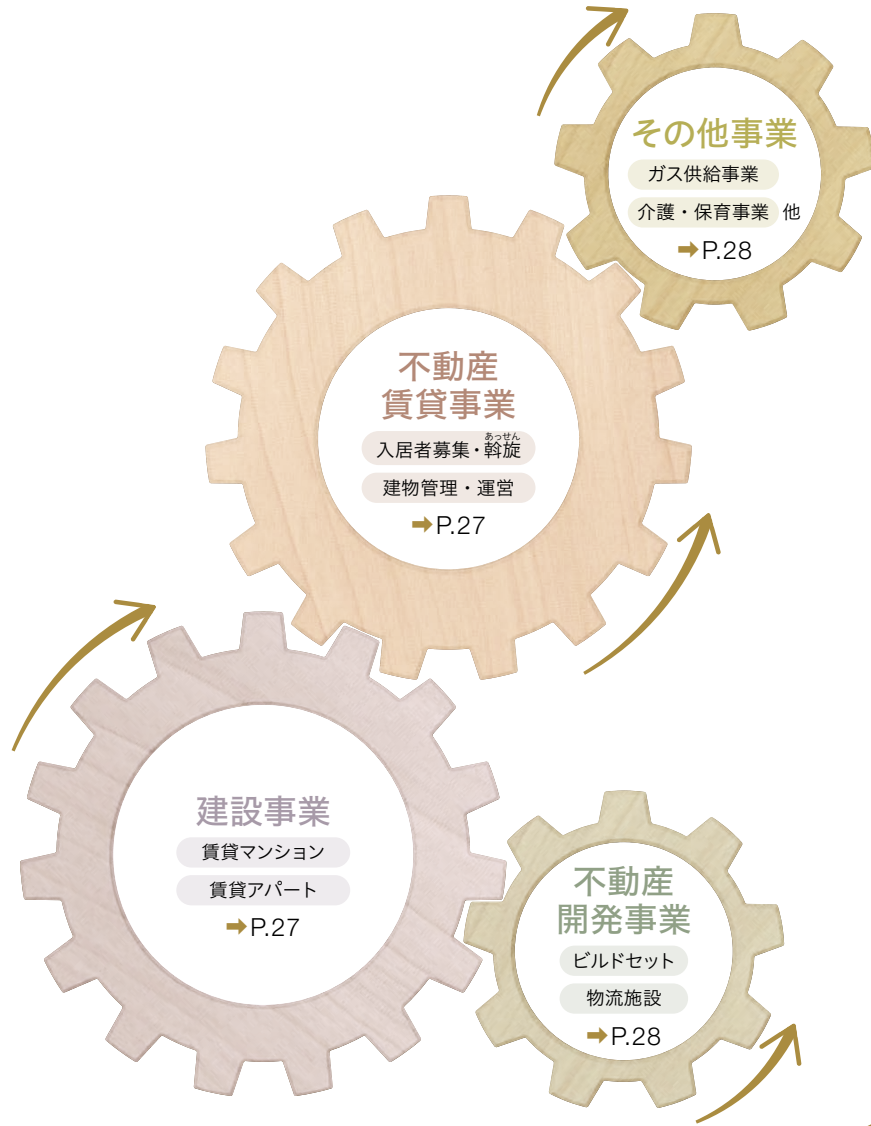 その他事業
ガス供給事業
介護・保育事業 他
➡P.28
不動産
賃貸事業
あっせん
入居者募集・斡旋
建物管理・運営
➡P.27
建設事業
賃貸マンション
賃貸アパート
➡P.27
不動産
開発事業
ビルドセット
物流施設
➡P.28